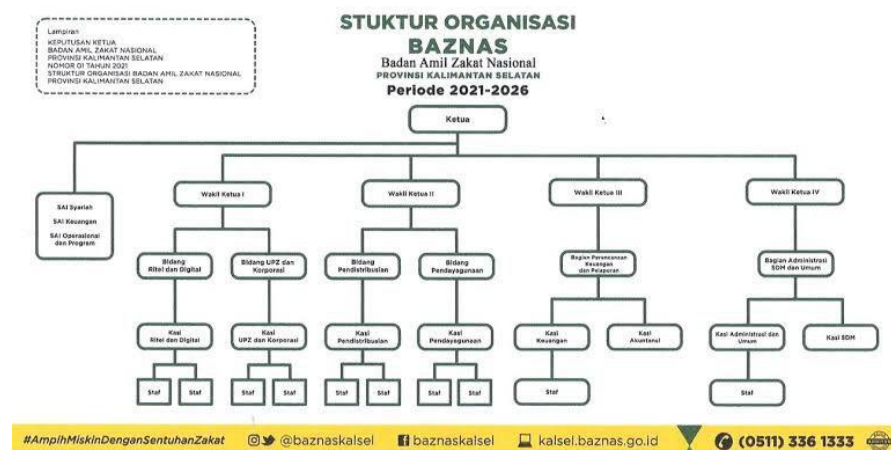 Lampiran
KEPUTUSAN KETUA
BADAN AMIL ZAKAT NASIONAL
PROVINSI KALIMANTAN SELATAN
NOMOR 01 TAHUN 2021
STRUKTUR ORGANISASI BADAN AMIL ZAKAT NASIONAL
PROVINSI KALIMANTAN SELATAN
STUKTUR ORGANISASI
BAZNAS
Badan Amil Zakat Nasional
PROVINSI KALIMANTAN SELATAN
Periode 2021-2026
Ketua
SAI Syariah
SAI Keuangan
SAI Operasional
dan Program
Wakil Ketua I
Wakil Ketua II
Wakil Ketua III
Wakil Ketua IV
Bidang
Ritel dan Digital
Bidang UPZ dan
Korporasi
Bidang
Pendistribusian
Bidang
Pendayagunaan
Bagian Perencanaan
Keuangan
dan Pelaporan
Bagian Administrasi
SDM dan Umum
Kasi
Ritel dan Digital
Kasi
UPZ dan Korporasi
Kasi
Pendistribusian
Kasi
Pendayagunaan
Kasi
Keuangan
Kasi
Akuntansi
Kasi Administrasi dan
Umum
Kasi SDM
Staf
Staf
Staf
Staf
Staf
Staf
Staf
Staf
Staf
Staf
#AmpihMiskinDenganSentuhanZakat
@baznaskalsel
baznaskalsel
kalsel.baznas.go.id
(0511) 336 1333